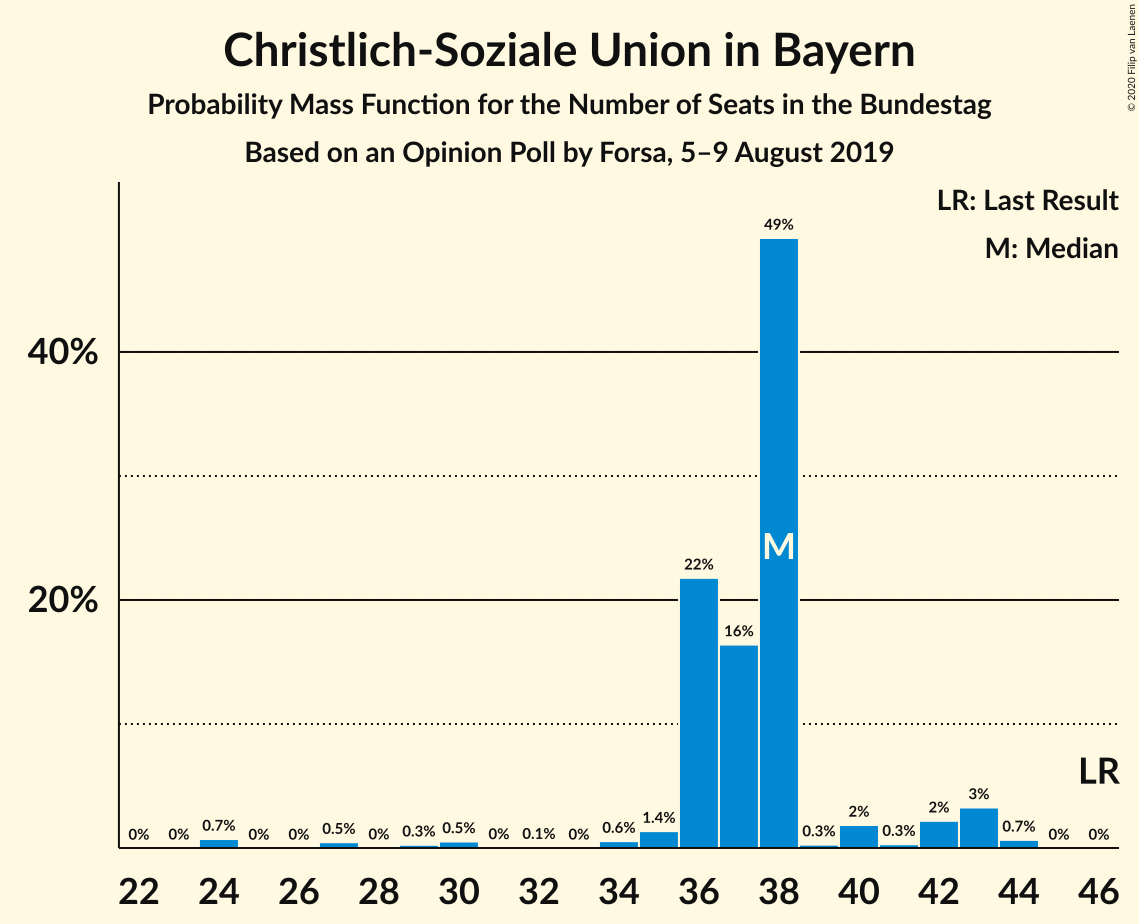 Christlich-Soziale Union in Bayern
Probability Mass Function for the Number of Seats in the Bundestag
Based on an Opinion Poll by Forsa, 5–9 August 2019
© 2020 Filip van Laenen
LR: Last Result
M: Median
40%
20%
0% 0% 0.7% 0% 0% 0.5% 0% 0.3% 0.5% 0% 0.1% 0% 0.6% 1.4% 22% 16% 49% 0.3% 2% 0.3% 2% 3% 0.7% 0% 0%
M
LR
22 24 26 28 30 32 34 36 38 40 42 44 46